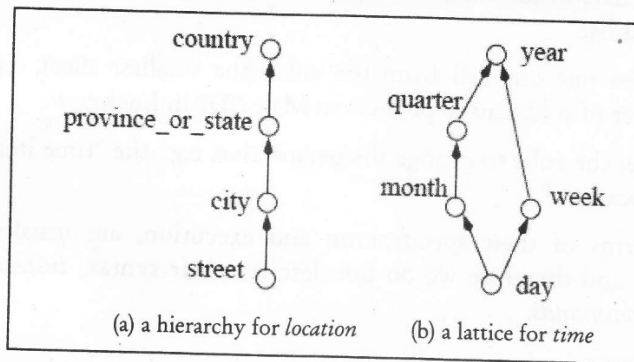 country
province_or_state
city
street
(a) a hierarchy for location
year
quarter
month
week
day
(b) a lattice for time